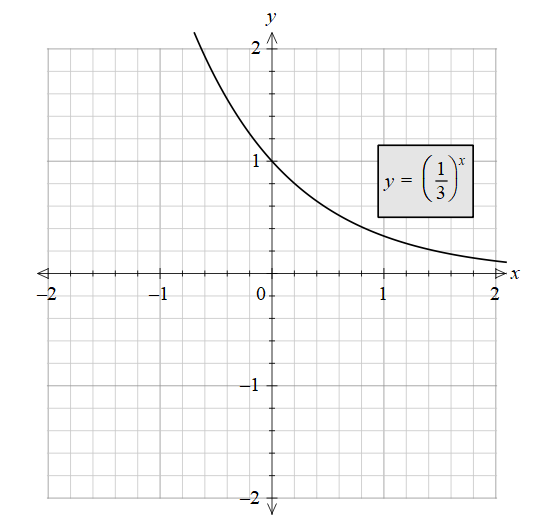 y
2
1
y = (1/3)^x
–2 –1 0 1 2 x
–1
–2